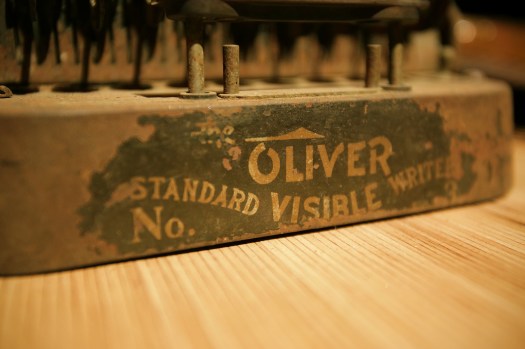 The
OLIVER
STANDARD VISIBLE WRITER
No.